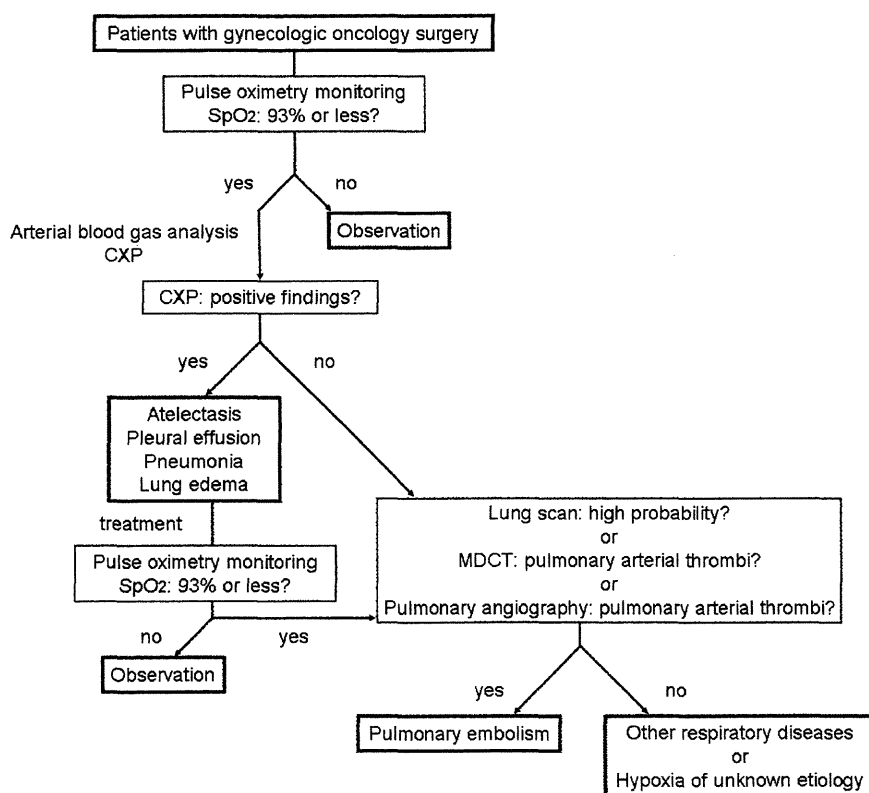 Patients with gynecologic oncology surgery
Pulse oximetry monitoring
SpO2: 93% or less?
yes
no
Arterial blood gas analysis
CXP
Observation
CXP: positive findings?
yes
no
Atelectasis
Pleural effusion
Pneumonia
Lung edema
treatment
Pulse oximetry monitoring
SpO2: 93% or less?
no
yes
Observation
Lung scan: high probability?
or
MDCT: pulmonary arterial thrombi?
or
Pulmonary angiography: pulmonary arterial thrombi?
yes
no
Pulmonary embolism
Other respiratory diseases
or
Hypoxia of unknown etiology